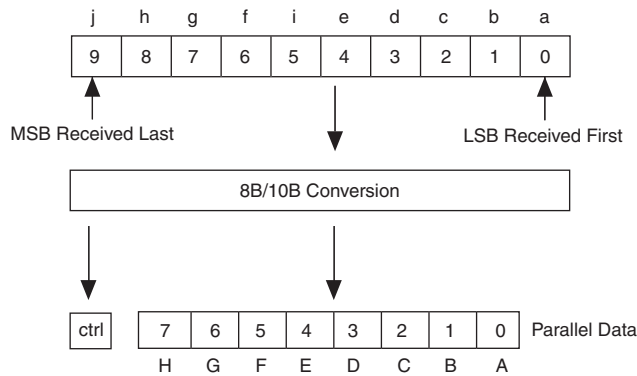 j h g f i e d c b a
9 8 7 6 5 4 3 2 1 0
MSB Received Last
LSB Received First
8B/10B Conversion
ctrl
7 6 5 4 3 2 1 0
Parallel Data
H G F E D C B A